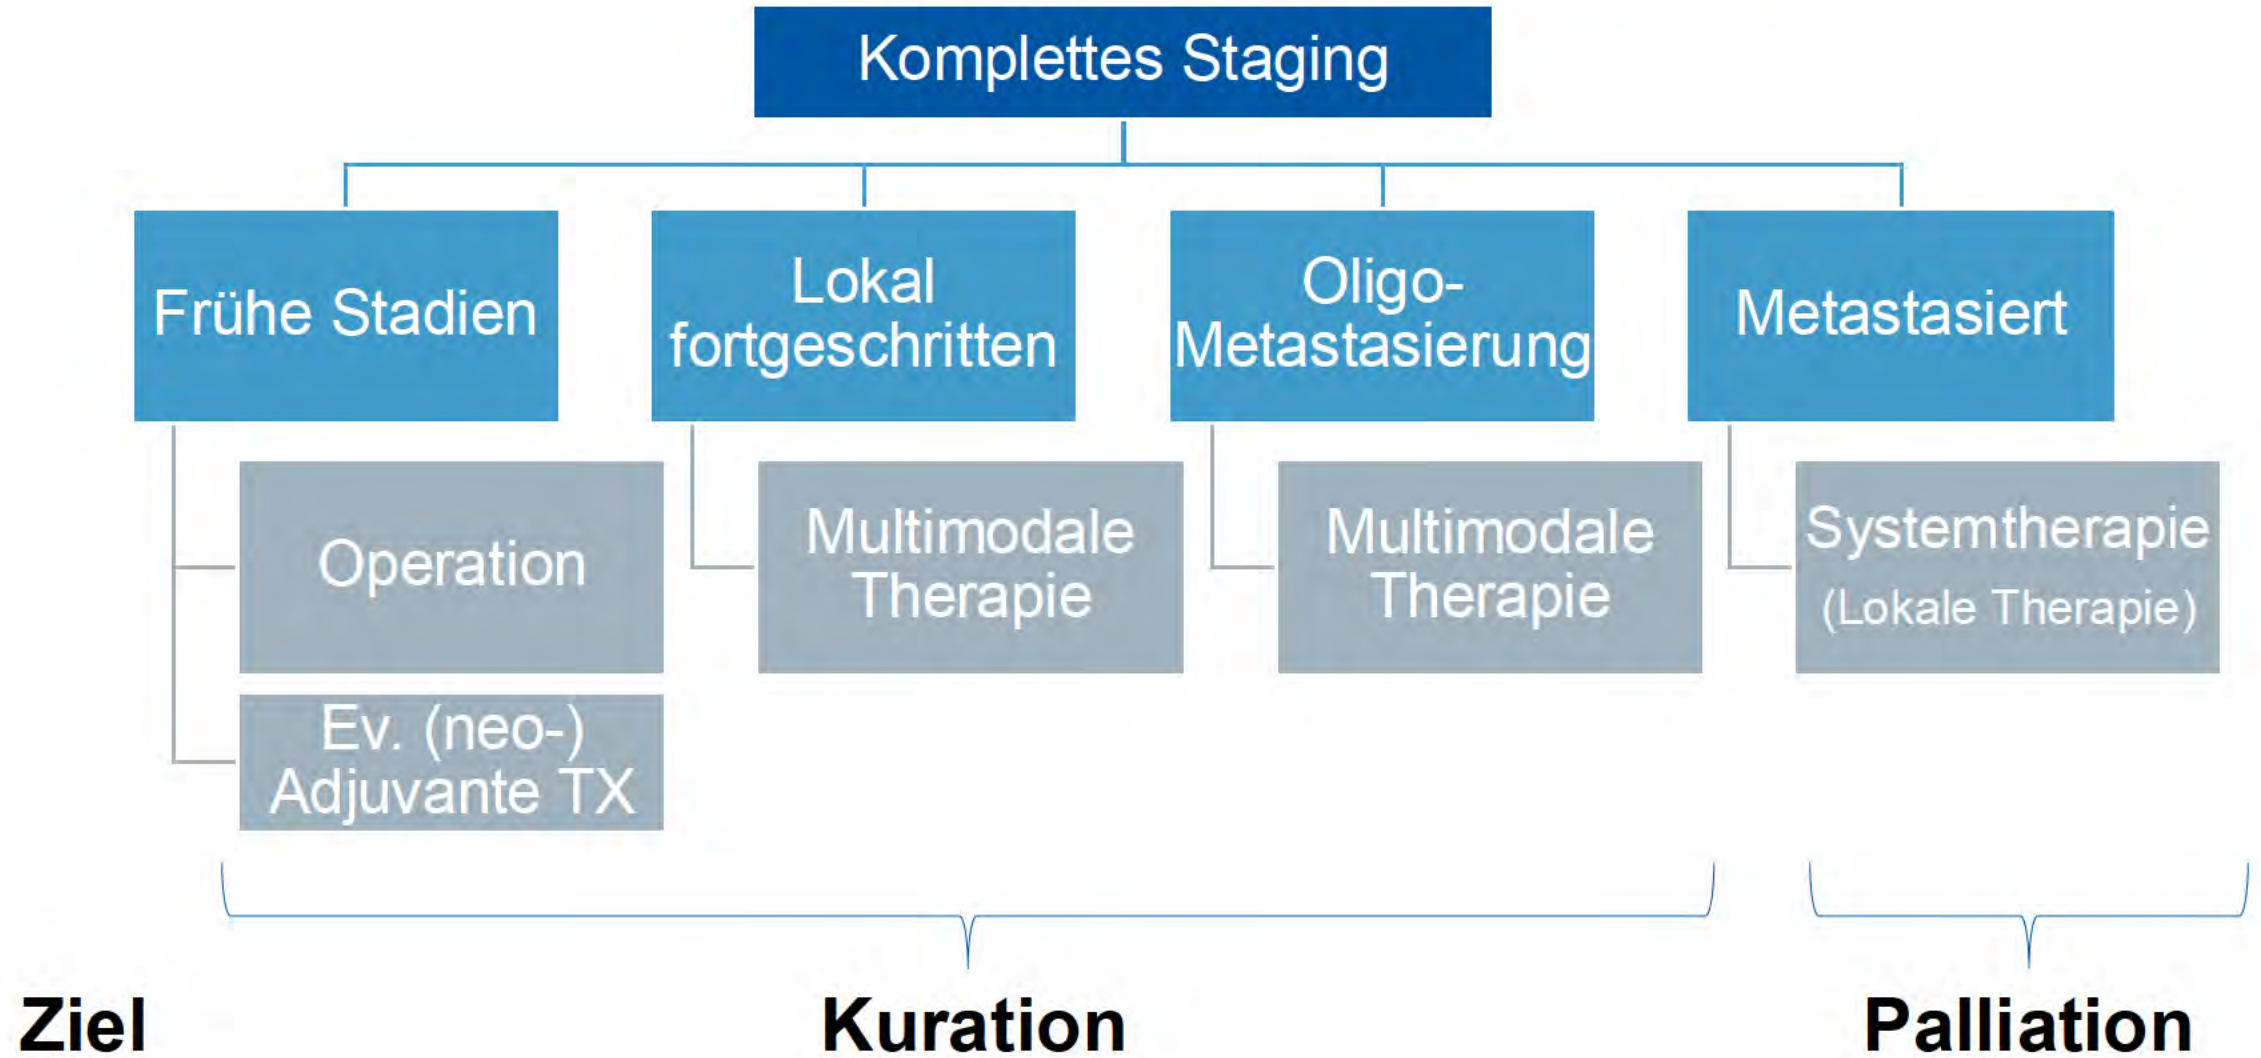 Komplettes Staging
Frühe Stadien
Lokal
fortgeschritten
Oligo-
Metastasierung
Metastasiert
Operation
Multimodale
Therapie
Multimodale
Therapie
Systemtherapie
(Lokale Therapie)
Ev. (neo-)
Adjuvante TX
Ziel
Kuration
Palliation